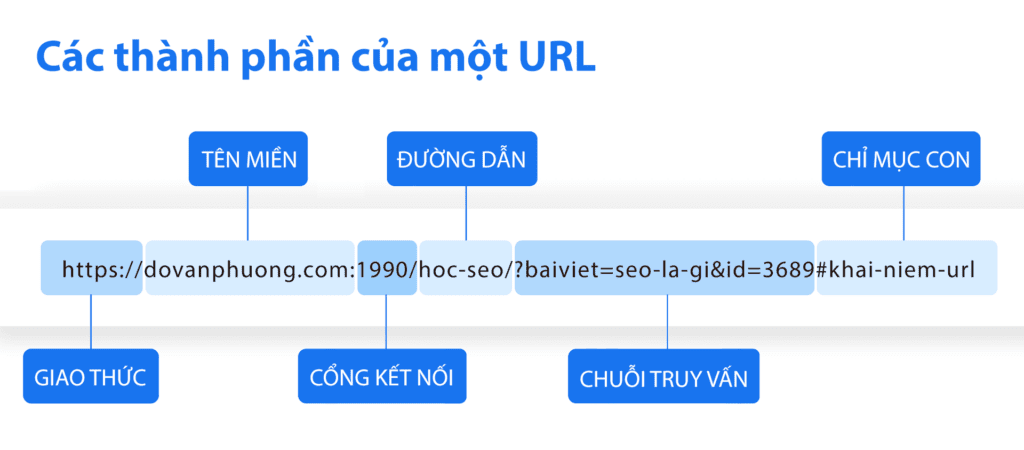 Các thành phần của một URL
TÊN MIỀN
ĐƯỜNG DẪN
CHỈ MỤC CON
https://dovanphuong.com:1990/hoc-seo/?baiviet=seo-la-gi&id=3689#khai-niem-url
GIAO THỨC
CỔNG KẾT NỐI
CHUỖI TRUY VẤN